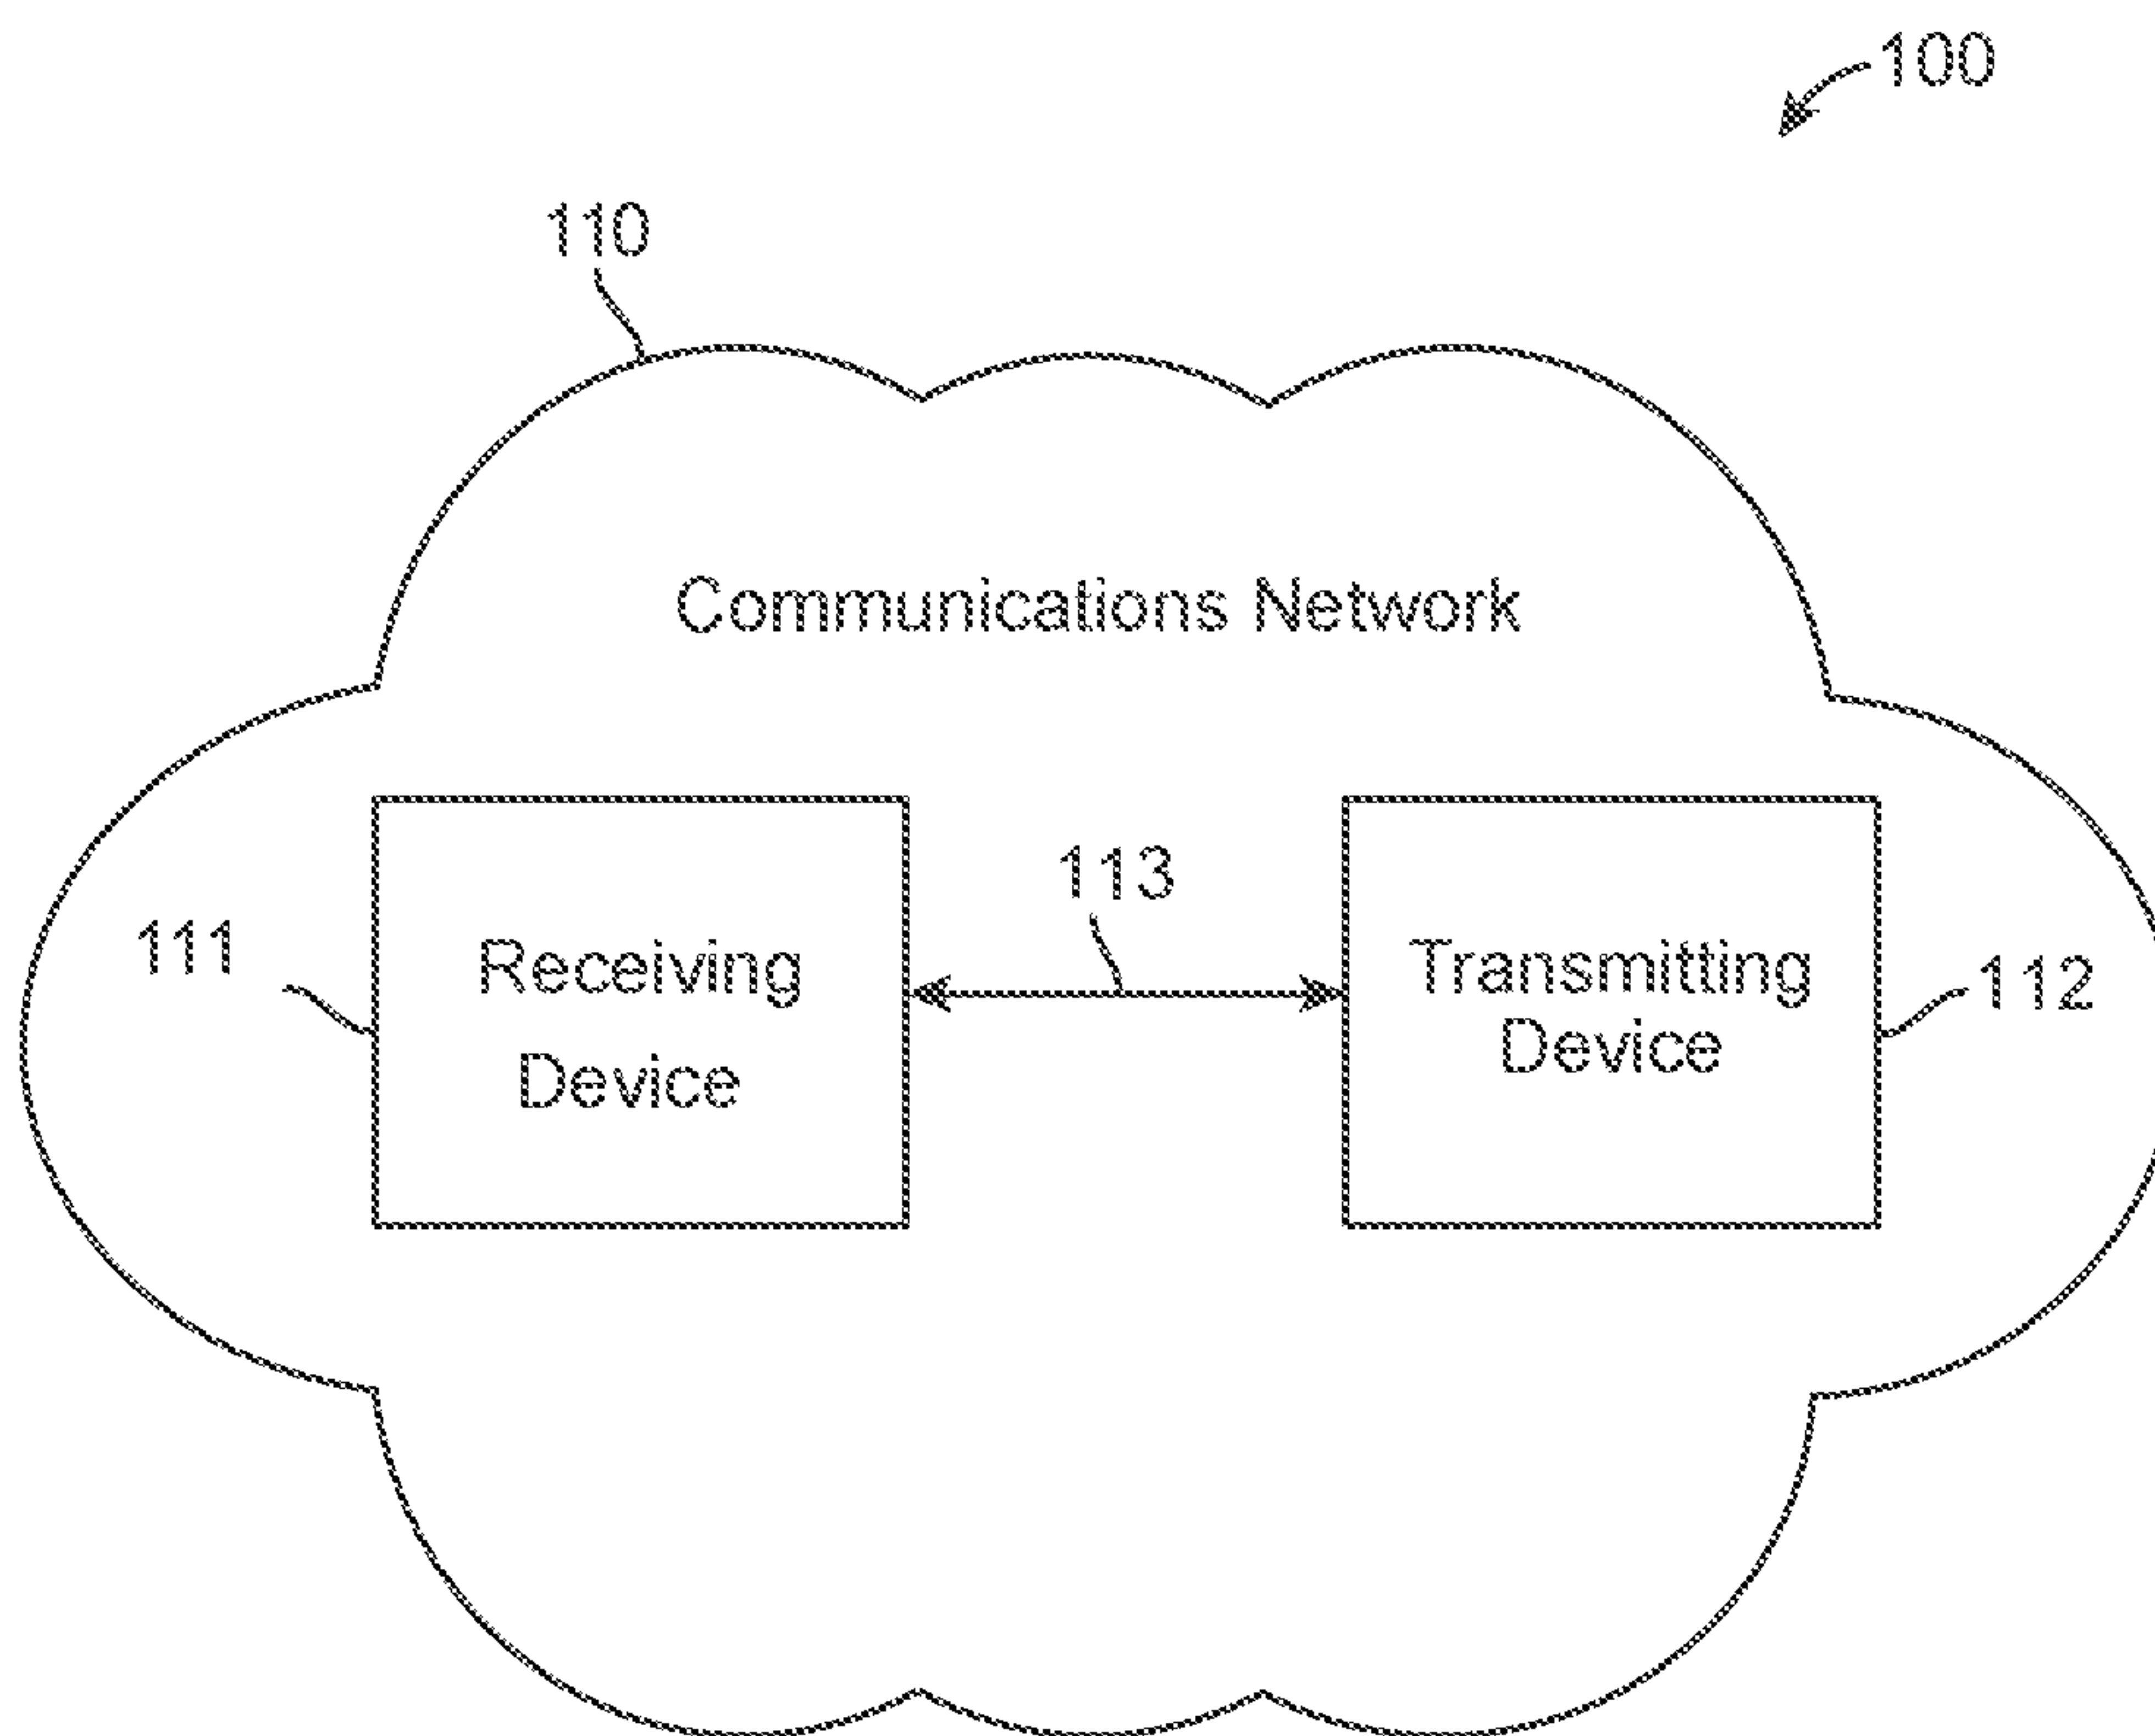 100
110
Communications Network
113
111
Receiving
Device
Transmitting
Device
112